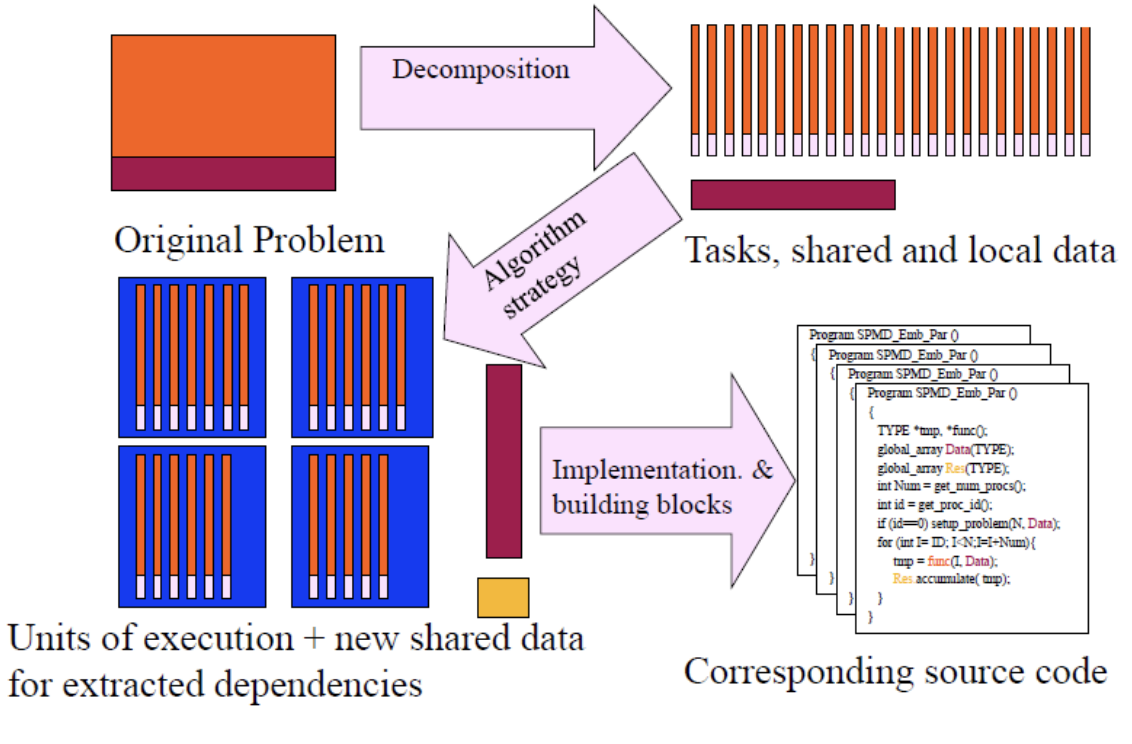 Decomposition
Original Problem
Tasks, shared and local data
Algorithm
strategy
Units of execution + new shared data
for extracted dependencies
Implementation. &
building blocks
Program SPMD_Emb_Par ()
{
Program SPMD_Emb_Par ()
{
Program SPMD_Emb_Par ()
{
Program SPMD_Emb_Par ()
{
TYPE *tmp, *func();
global_array Data(TYPE);
global_array Res(TYPE);
int Num = get_num_procs();
int id = get_proc_id();
if (id==0) setup_problem(N, Data);
for (int I= ID; I<N;I=I+Num){
tmp = func(I, Data);
Res.accumulate( tmp);
}
}
}
}
}
Corresponding source code